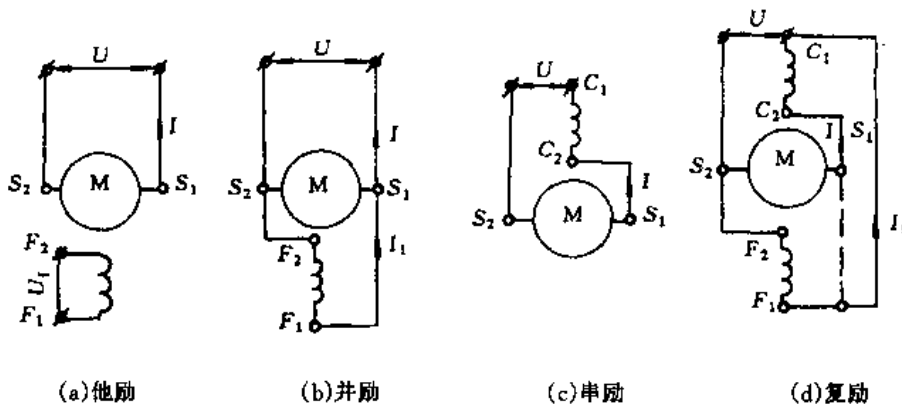 U
I
S₂ M S₁
F₂
U₁
F₁
(a)他励
U
I
S₂ M S₁
I₁
F₂
F₁
(b)并励
U C₁
C₂
I
S₂ M S₁
(c)串励
U
C₁
C₂ I S₁
S₂ M
I
F₂
F₁
(d)复励